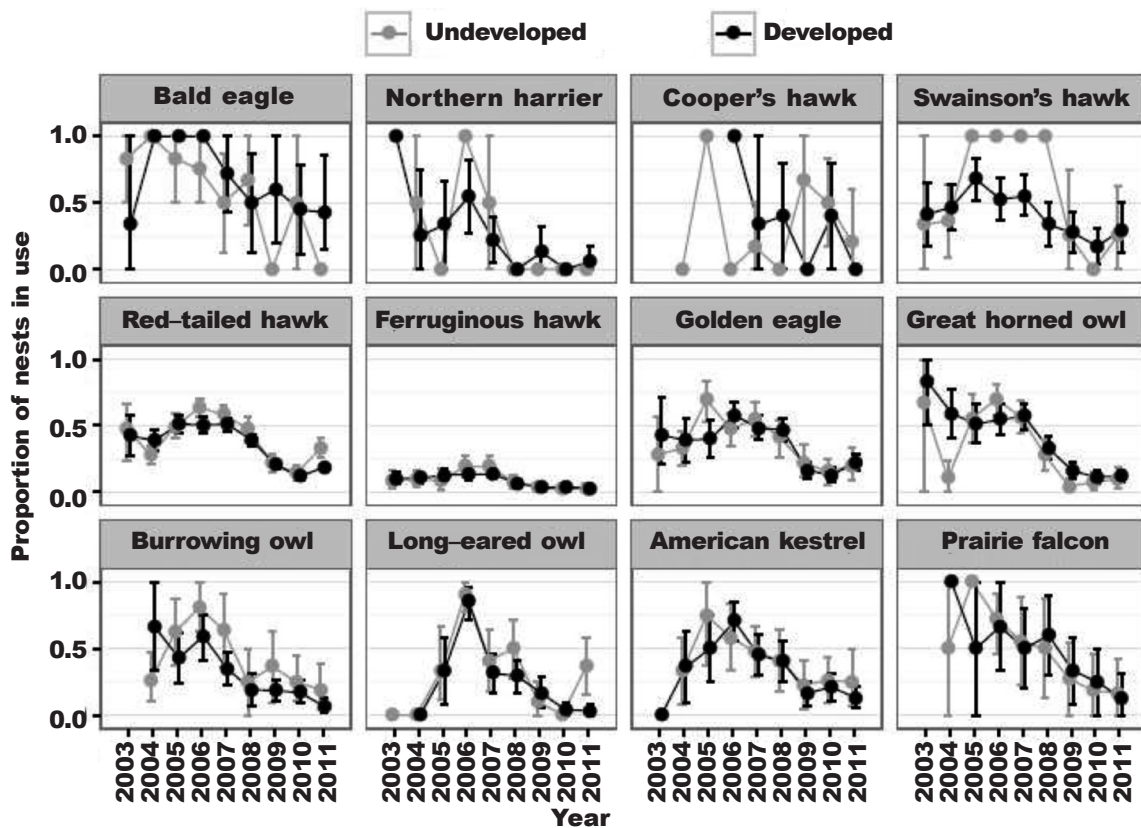 Undeveloped Developed
Bald eagle Northern harrier Cooper's hawk Swainson's hawk
1.0
0.5
0.0
Red–tailed hawk Ferruginous hawk Golden eagle Great horned owl
1.0
0.5
0.0
Burrowing owl Long–eared owl American kestrel Prairie falcon
1.0
0.5
0.0
Proportion of nests in use
2003 2004 2005 2006 2007 2008 2009 2010 2011 2003 2004 2005 2006 2007 2008 2009 2010 2011 2003 2004 2005 2006 2007 2008 2009 2010 2011 2003 2004 2005 2006 2007 2008 2009 2010 2011
Year